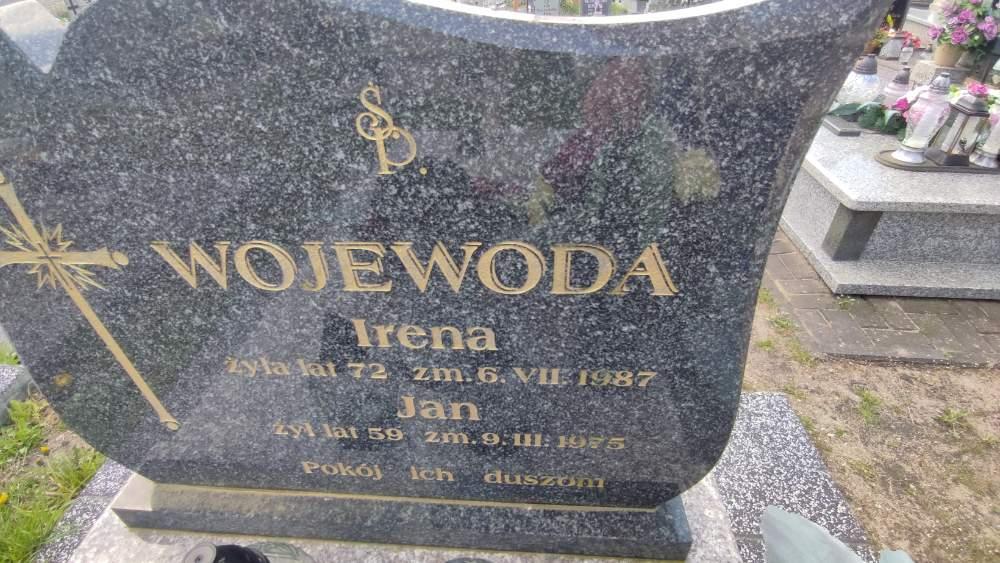 ŚP.
WOJEWODA
Irena
żyła lat 72 zm. 6. VII. 1987
Jan
żył lat 59 zm. 9. III. 1975
Pokój ich duszom